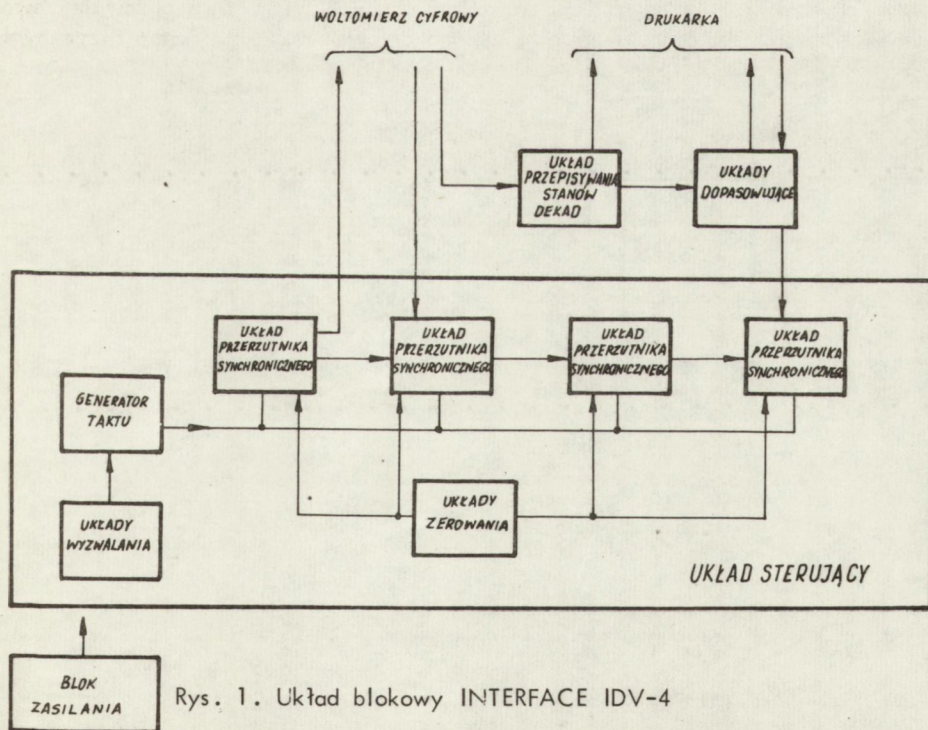 WOLTOMIERZ CYFROWY
DRUKARKA
UKŁAD
PRZEPISYWANIA
STANÓW
DEKAD
UKŁADY
DOPASOWUJĄCE
UKŁAD
PRZERZUTNIKA
SYNCHRONICZNEGO
UKŁAD
PRZERZUTNIKA
SYNCHRONICZNEGO
UKŁAD
PRZERZUTNIKA
SYNCHRONICZNEGO
UKŁAD
PRZERZUTNIKA
SYNCHRONICZNEGO
GENERATOR
TAKTU
UKŁADY
WYZWALANIA
UKŁADY
ZEROWANIA
UKŁAD STERUJĄCY
BLOK
ZASILANIA
Rys. 1. Układ blokowy INTERFACE IDV-4